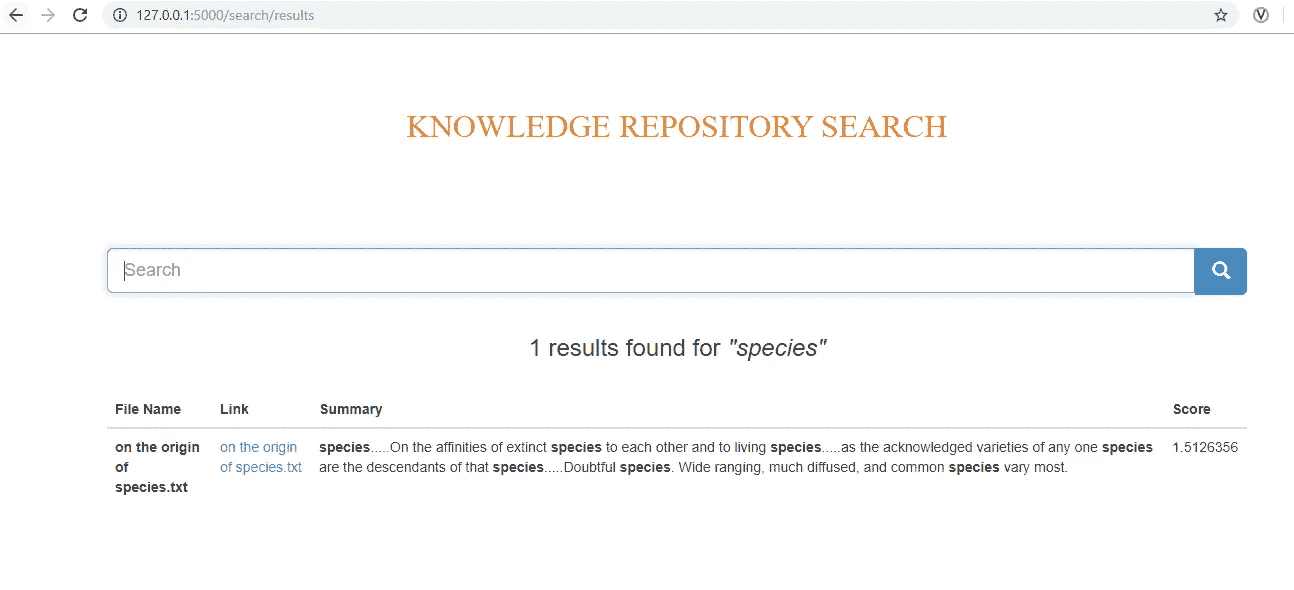 127.0.0.1:5000/search/results
KNOWLEDGE REPOSITORY SEARCH
Search
1 results found for "species"
File Name Link Summary Score
on the origin of species.txt
on the origin of species.txt
species.....On the affinities of extinct species to each other and to living species.....as the acknowledged varieties of any one species
are the descendants of that species.....Doubtful species. Wide ranging, much diffused, and common species vary most.
1.5126356